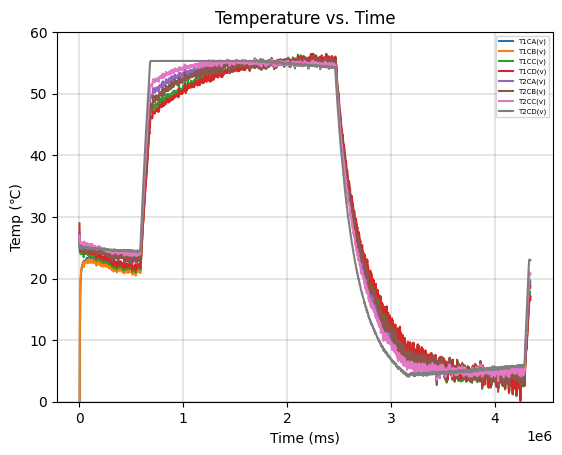 Temperature vs. Time
60
50
40
30
20
10
0
Temp (℃)
T1CA(v)
T1CB(v)
T1CC(v)
T1CD(v)
T2CA(v)
T2CB(v)
T2CC(v)
T2CD(v)
0 1 2 3 4
1e6
Time (ms)